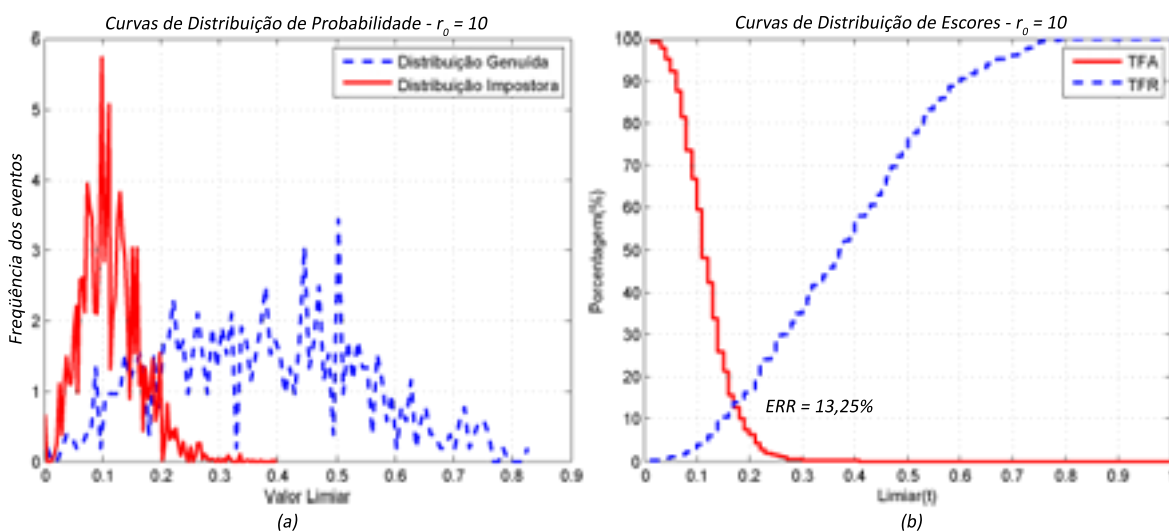 Curvas de Distribuição de Probabilidade - r₀ = 10
Freqüência dos eventos
6
5
4
3
2
1
0
Distribuição Genuída
Distribuição Impostora
0 0.1 0.2 0.3 0.4 0.5 0.6 0.7 0.8 0.9
Valor Limiar
(a)
Curvas de Distribuição de Escores - r₀ = 10
Porcentagem(%)
100
90
80
70
60
50
40
30
20
10
0
TFA
TFR
ERR = 13,25%
0 0.1 0.2 0.3 0.4 0.5 0.6 0.7 0.8 0.9
Limiar(t)
(b)